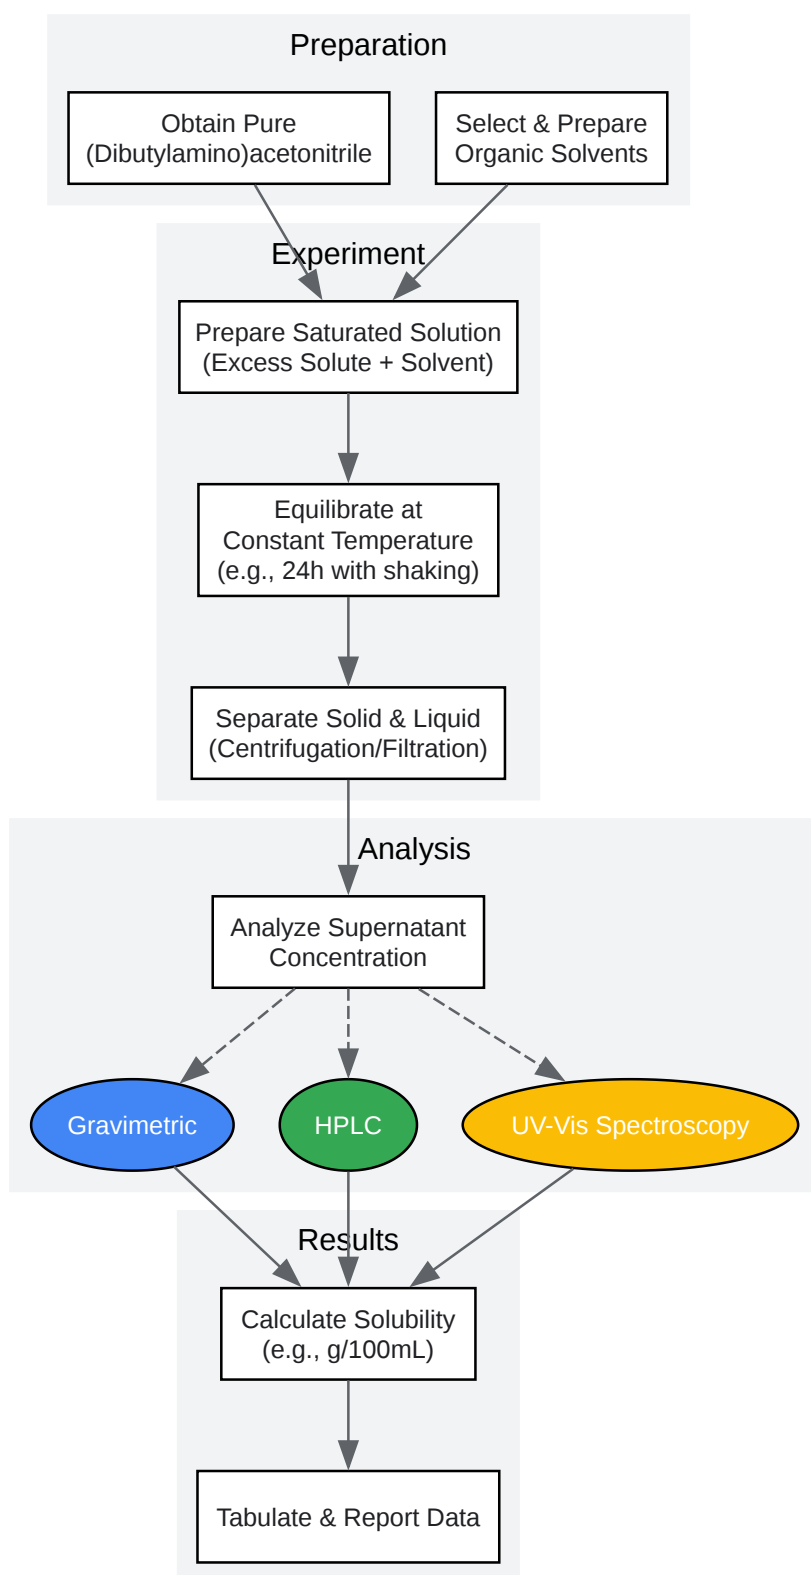 Preparation
Obtain Pure
(Dibutylamino)acetonitrile
Select & Prepare
Organic Solvents
Experiment
Prepare Saturated Solution
(Excess Solute + Solvent)
Equilibrate at
Constant Temperature
(e.g., 24h with shaking)
Separate Solid & Liquid
(Centrifugation/Filtration)
Analysis
Analyze Supernatant
Concentration
Gravimetric
HPLC
UV-Vis Spectroscopy
Results
Calculate Solubility
(e.g., g/100mL)
Tabulate & Report Data